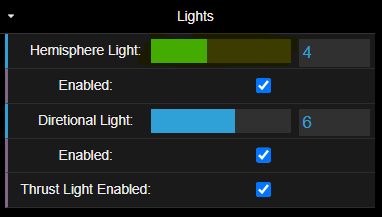 Lights
Hemisphere Light: 4
Enabled:
Diretional Light: 6
Enabled:
Thrust Light Enabled: